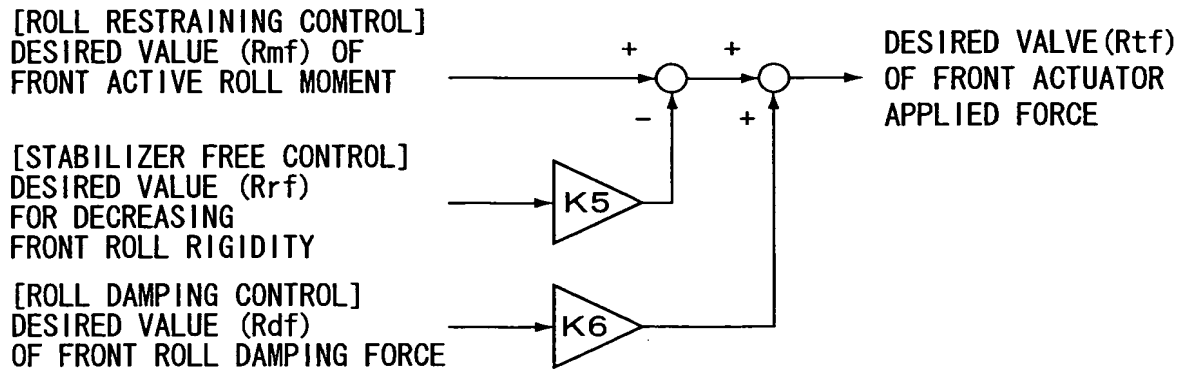 [ROLL RESTRAINING CONTROL]
DESIRED VALUE (Rmf) OF
FRONT ACTIVE ROLL MOMENT
+
+
DESIRED VALVE(Rtf)
OF FRONT ACTUATOR
APPLIED FORCE
−
+
[STABILIZER FREE CONTROL]
DESIRED VALUE (Rrf)
FOR DECREASING
FRONT ROLL RIGIDITY
K5
[ROLL DAMPING CONTROL]
DESIRED VALUE (Rdf)
OF FRONT ROLL DAMPING FORCE
K6